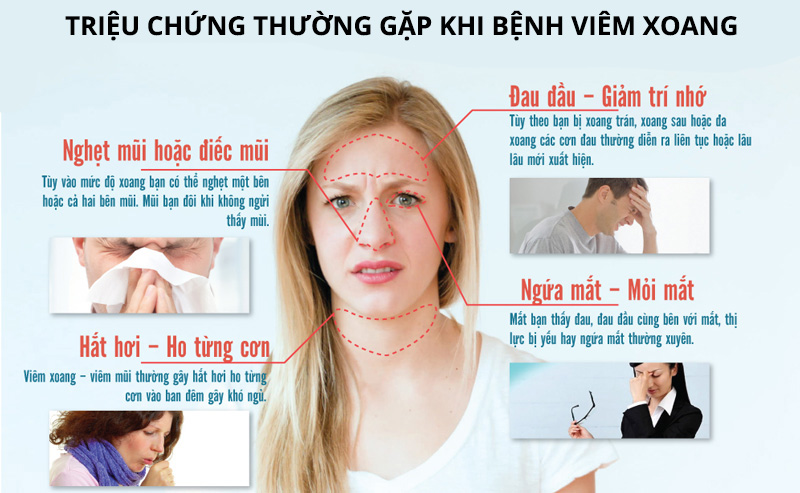 TRIỆU CHỨNG THƯỜNG GẶP KHI BỆNH VIÊM XOANG
Nghẹt mũi hoặc điếc mũi
Tùy vào mức độ xoang bạn có thể nghẹt một bên
hoặc cả hai bên mũi. Mũi bạn đôi khi không ngửi
thấy mùi.
Hắt hơi – Ho từng cơn
Viêm xoang – viêm mũi thường gây hắt hơi ho từng
cơn vào ban đêm gây khó ngủ.
Đau đầu – Giảm trí nhớ
Tùy theo bạn bị xoang trán, xoang sau hoặc đa
xoang các cơn đau thường diễn ra liên tục hoặc lâu
lâu mới xuất hiện.
Ngứa mắt – Mỏi mắt
Mắt bạn thấy đau, đau đầu cùng bên với mắt, thị
lực bị yếu hay ngứa mắt thường xuyên.